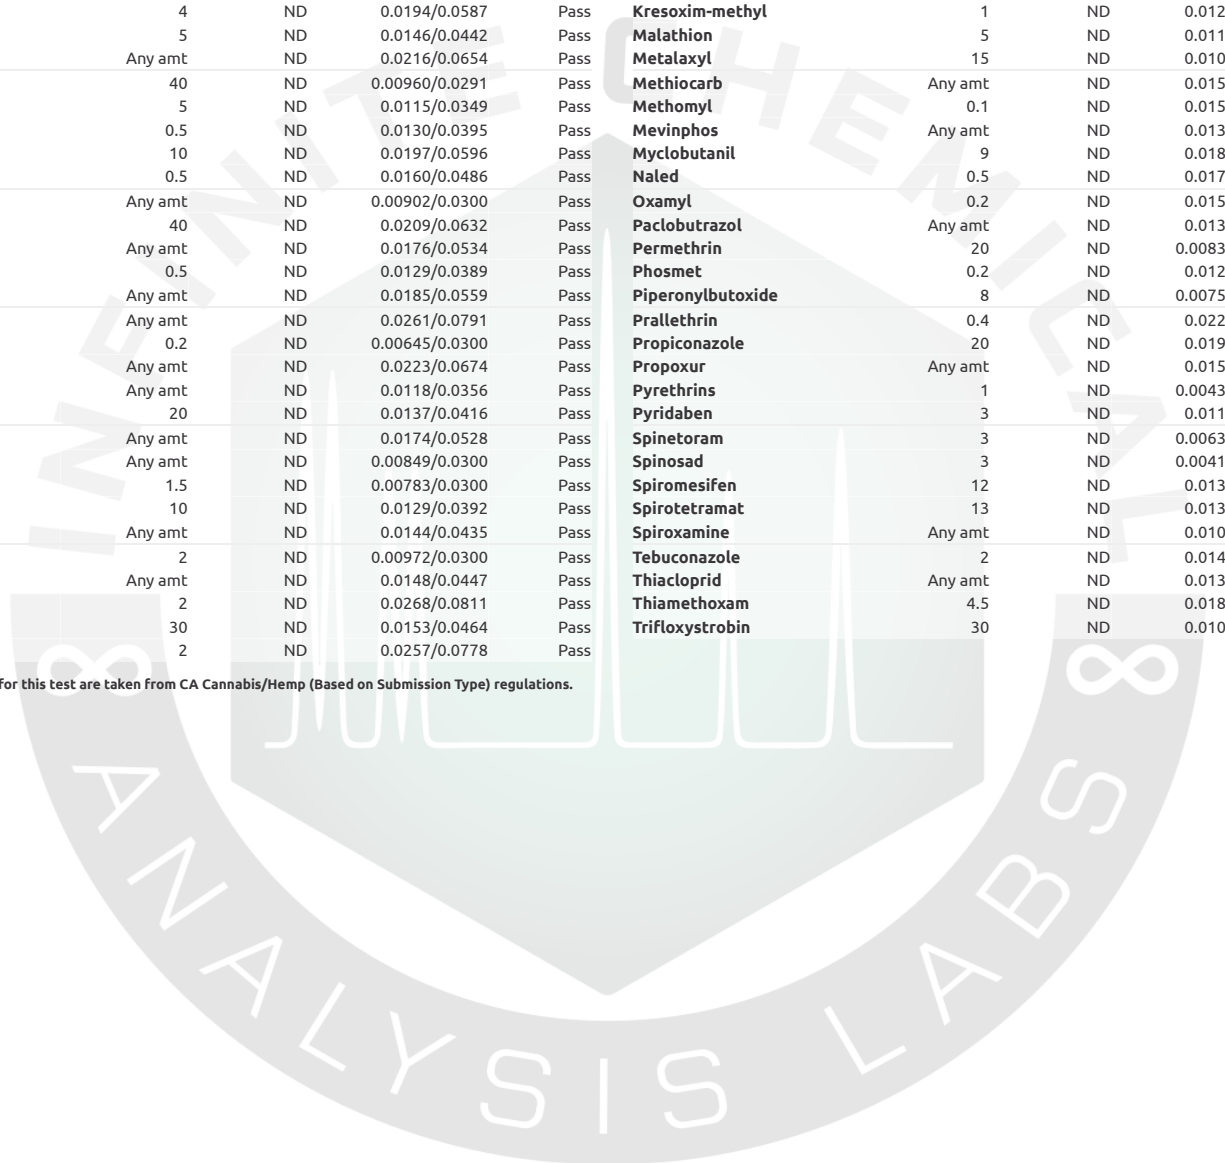 4 ND 0.0194/0.0587 Pass Kresoxim-methyl 1 ND 0.012
5 ND 0.0146/0.0442 Pass Malathion 5 ND 0.011
Any amt ND 0.0216/0.0654 Pass Metalaxyl 15 ND 0.010
40 ND 0.00960/0.0291 Pass Methiocarb Any amt ND 0.015
5 ND 0.0115/0.0349 Pass Methomyl 0.1 ND 0.015
0.5 ND 0.0130/0.0395 Pass Mevinphos Any amt ND 0.013
10 ND 0.0197/0.0596 Pass Myclobutanil 9 ND 0.018
0.5 ND 0.0160/0.0486 Pass Naled 0.5 ND 0.017
Any amt ND 0.00902/0.0300 Pass Oxamyl 0.2 ND 0.015
40 ND 0.0209/0.0632 Pass Paclobutrazol Any amt ND 0.013
Any amt ND 0.0176/0.0534 Pass Permethrin 20 ND 0.0083
0.5 ND 0.0129/0.0389 Pass Phosmet 0.2 ND 0.012
Any amt ND 0.0185/0.0559 Pass Piperonylbutoxide 8 ND 0.0075
Any amt ND 0.0261/0.0791 Pass Prallethrin 0.4 ND 0.022
0.2 ND 0.00645/0.0300 Pass Propiconazole 20 ND 0.019
Any amt ND 0.0223/0.0674 Pass Propoxur Any amt ND 0.015
Any amt ND 0.0118/0.0356 Pass Pyrethrins 1 ND 0.0043
20 ND 0.0137/0.0416 Pass Pyridaben 3 ND 0.011
Any amt ND 0.0174/0.0528 Pass Spinetoram 3 ND 0.0063
Any amt ND 0.00849/0.0300 Pass Spinosad 3 ND 0.0041
1.5 ND 0.00783/0.0300 Pass Spiromesifen 12 ND 0.013
10 ND 0.0129/0.0392 Pass Spirotetramat 13 ND 0.013
Any amt ND 0.0144/0.0435 Pass Spiroxamine Any amt ND 0.010
2 ND 0.00972/0.0300 Pass Tebuconazole 2 ND 0.014
Any amt ND 0.0148/0.0447 Pass Thiacloprid Any amt ND 0.013
2 ND 0.0268/0.0811 Pass Thiamethoxam 4.5 ND 0.018
30 ND 0.0153/0.0464 Pass Trifloxystrobin 30 ND 0.010
2 ND 0.0257/0.0778 Pass
for this test are taken from CA Cannabis/Hemp (Based on Submission Type) regulations.
INFINITE CHEMICAL
ANALYSIS LABS